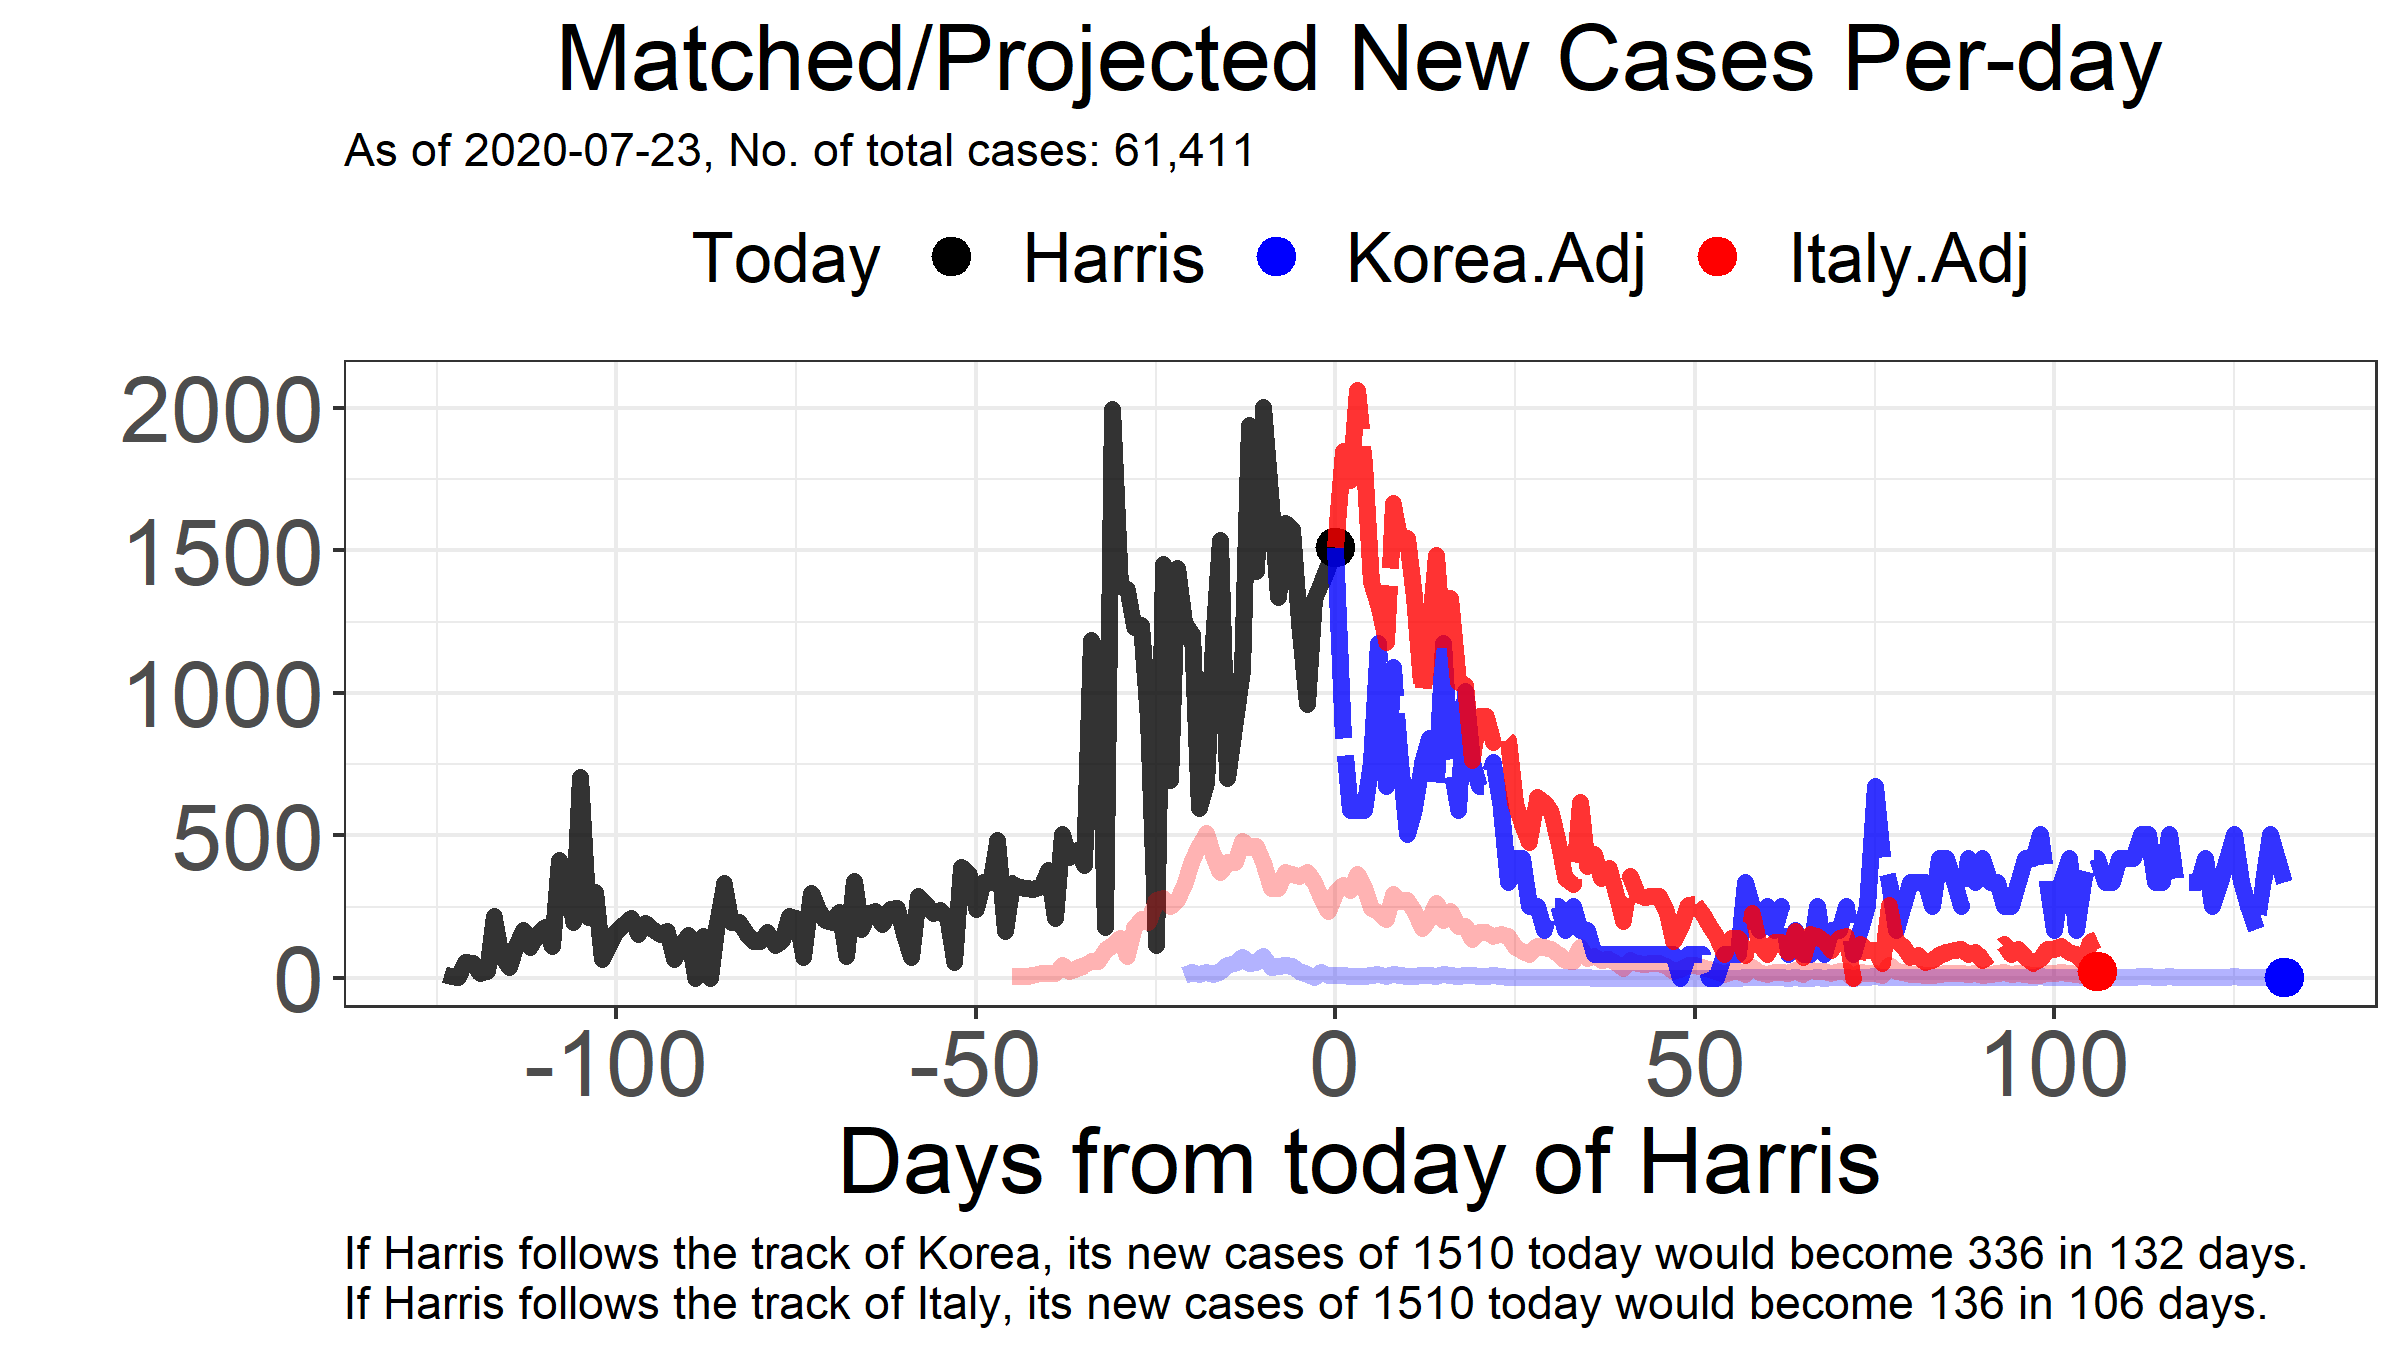 Matched/Projected New Cases Per-day
As of 2020-07-23, No. of total cases: 61,411
Today Harris Korea.Adj Italy.Adj
2000
1500
1000
500
0
-100 -50 0 50 100
Days from today of Harris
If Harris follows the track of Korea, its new cases of 1510 today would become 336 in 132 days.
If Harris follows the track of Italy, its new cases of 1510 today would become 136 in 106 days.